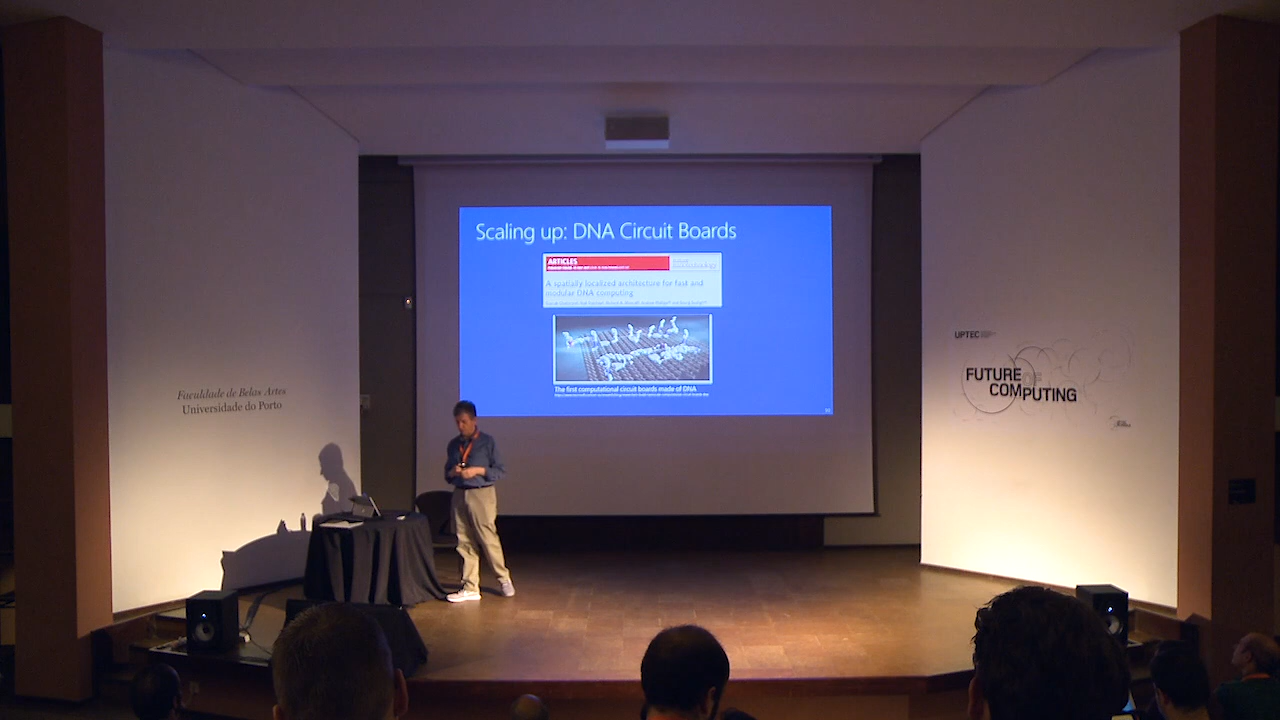 Scaling up: DNA Circuit Boards
ARTICLES
A spatially localized architecture for fast and
modular DNA computing
The first computational circuit boards made of DNA
Faculdade de Belas Artes
Universidade do Porto
UPTEC
FUTURE OF
COMPUTING